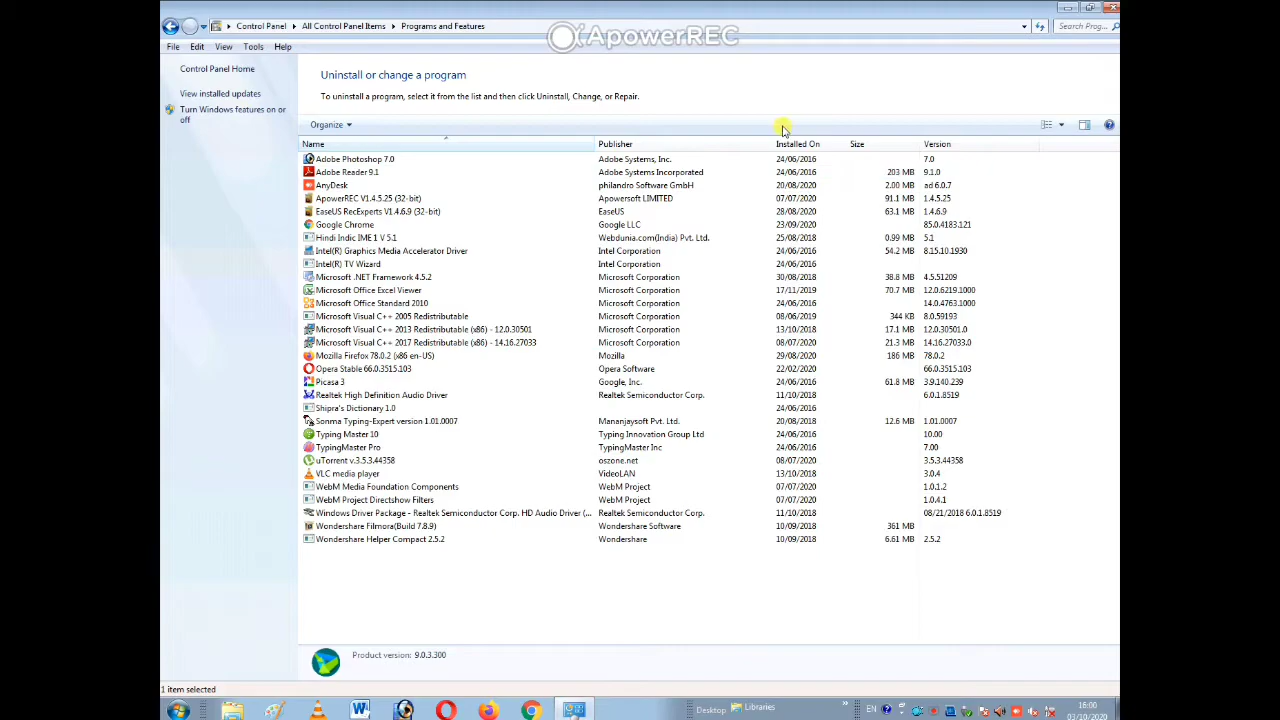 Control Panel All Control Panel Items Programs and Features Search Prog...
ApowerREC
File Edit View Tools Help
Control Panel Home
View installed updates
Turn Windows features on or off
Uninstall or change a program
To uninstall a program, select it from the list and then click Uninstall, Change, or Repair.
Organize
Name Publisher Installed On Size Version
Adobe Photoshop 7.0 Adobe Systems, Inc. 24/06/2016 7.0
Adobe Reader 9.1 Adobe Systems Incorporated 24/06/2016 203 MB 9.1.0
AnyDesk philandro Software GmbH 20/08/2020 2.00 MB ad 6.0.7
ApowerREC V1.4.5.25 (32-bit) Apowersoft LIMITED 07/07/2020 91.1 MB 1.4.5.25
EaseUS RecExperts V1.4.6.9 (32-bit) EaseUS 28/08/2020 63.1 MB 1.4.6.9
Google Chrome Google LLC 23/09/2020 85.0.4183.121
Hindi Indic IME 1 V 5.1 Webdunia.com(India) Pvt. Ltd. 25/08/2018 0.99 MB 5.1
Intel(R) Graphics Media Accelerator Driver Intel Corporation 24/06/2016 54.2 MB 8.15.10.1930
Intel(R) TV Wizard Intel Corporation 24/06/2016
Microsoft .NET Framework 4.5.2 Microsoft Corporation 30/08/2018 38.8 MB 4.5.51209
Microsoft Office Excel Viewer Microsoft Corporation 17/11/2019 70.7 MB 12.0.6219.1000
Microsoft Office Standard 2010 Microsoft Corporation 24/06/2016 14.0.4763.1000
Microsoft Visual C++ 2005 Redistributable Microsoft Corporation 08/06/2019 344 KB 8.0.59193
Microsoft Visual C++ 2013 Redistributable (x86) - 12.0.30501 Microsoft Corporation 13/10/2018 17.1 MB 12.0.30501.0
Microsoft Visual C++ 2017 Redistributable (x86) - 14.16.27033 Microsoft Corporation 08/07/2020 21.3 MB 14.16.27033.0
Mozilla Firefox 78.0.2 (x86 en-US) Mozilla 29/08/2020 186 MB 78.0.2
Opera Stable 66.0.3515.103 Opera Software 22/02/2020 66.0.3515.103
Picasa 3 Google, Inc. 24/06/2016 61.8 MB 3.9.140.239
Realtek High Definition Audio Driver Realtek Semiconductor Corp. 11/10/2018 6.0.1.8519
Shipra's Dictionary 1.0 24/06/2016
Sonma Typing-Expert version 1.01.0007 Mananjaysoft Pvt. Ltd. 20/08/2018 12.6 MB 1.01.0007
Typing Master 10 Typing Innovation Group Ltd 24/06/2016 10.00
TypingMaster Pro TypingMaster Inc 24/06/2016 7.00
uTorrent v.3.5.3.44358 oszone.net 08/07/2020 3.5.3.44358
VLC media player VideoLAN 13/10/2018 3.0.4
WebM Media Foundation Components WebM Project 07/07/2020 1.0.1.2
WebM Project Directshow Filters WebM Project 07/07/2020 1.0.4.1
Windows Driver Package - Realtek Semiconductor Corp. HD Audio Driver (... Realtek Semiconductor Corp. 11/10/2018 08/21/2018 6.0.1.8519
Wondershare Filmora(Build 7.8.9) Wondershare Software 10/09/2018 361 MB
Wondershare Helper Compact 2.5.2 Wondershare 10/09/2018 6.61 MB 2.5.2
Product version: 9.0.3.300
1 item selected
Desktop Libraries » EN 16:00
03/10/2020